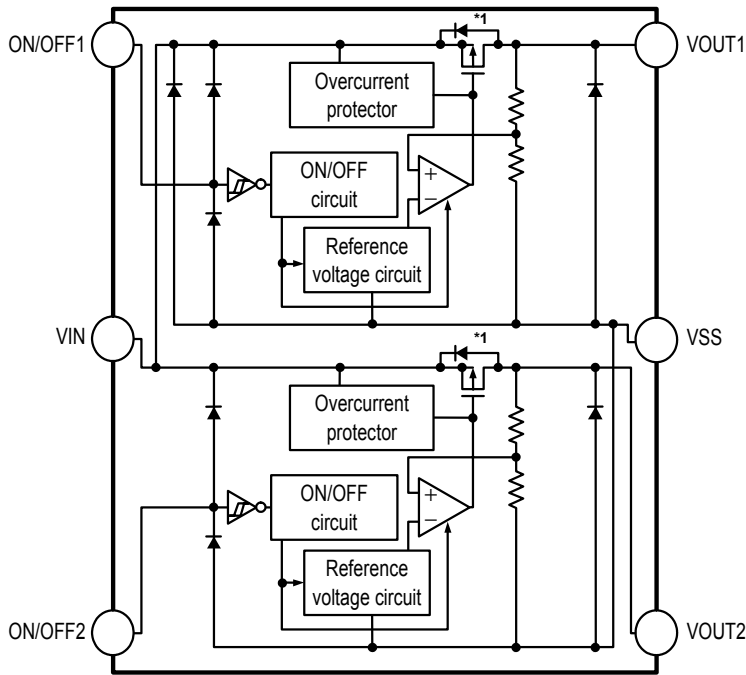 ON/OFF1
*1
VOUT1
Overcurrent
protector
ON/OFF
circuit
+
−
Reference
voltage circuit
VIN
VSS
*1
Overcurrent
protector
ON/OFF
circuit
+
−
Reference
voltage circuit
ON/OFF2
VOUT2